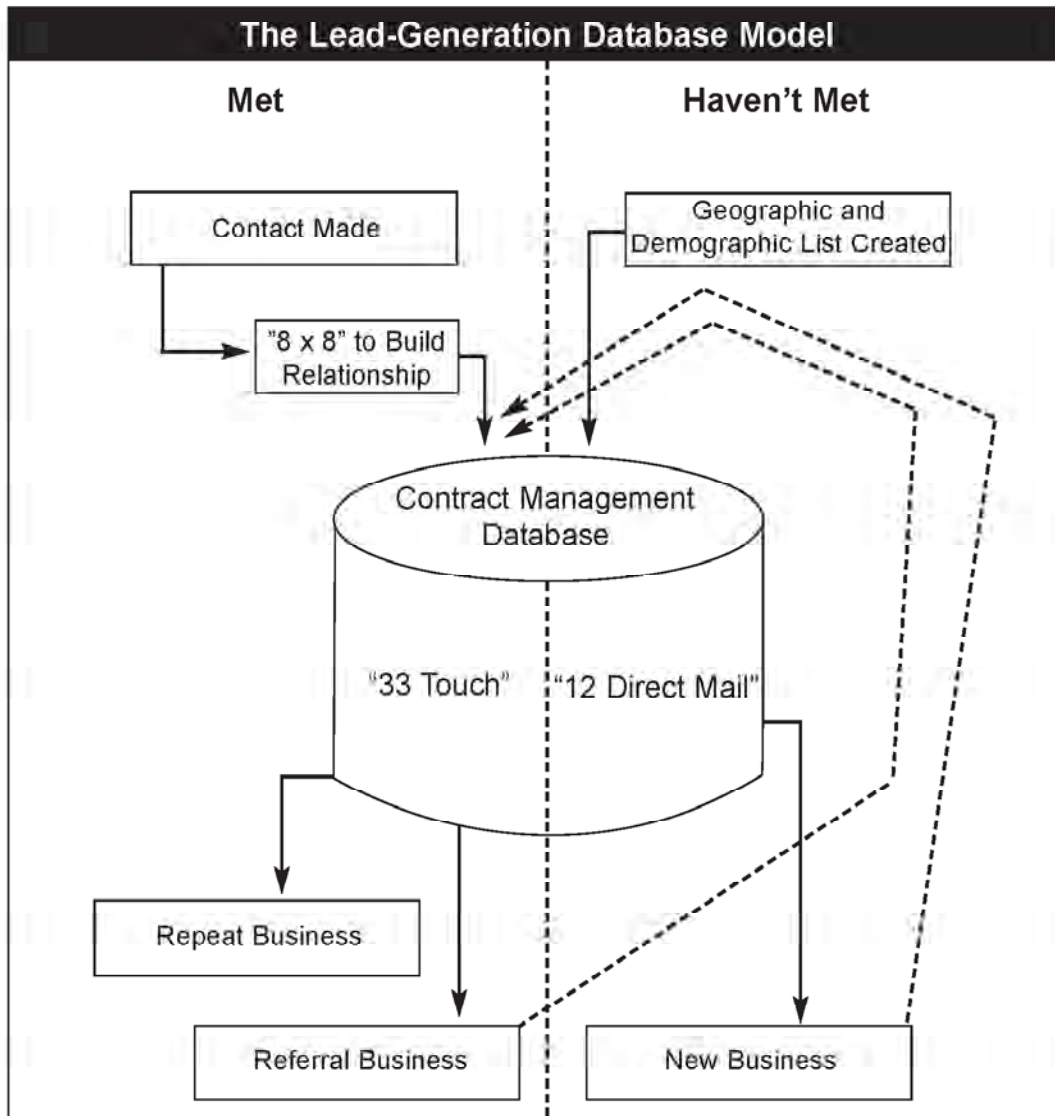 The Lead-Generation Database Model
Met
Haven't Met
Contact Made
Geographic and
Demographic List Created
"8 x 8" to Build
Relationship
Contract Management
Database
“33 Touch”
“12 Direct Mail”
Repeat Business
Referral Business
New Business